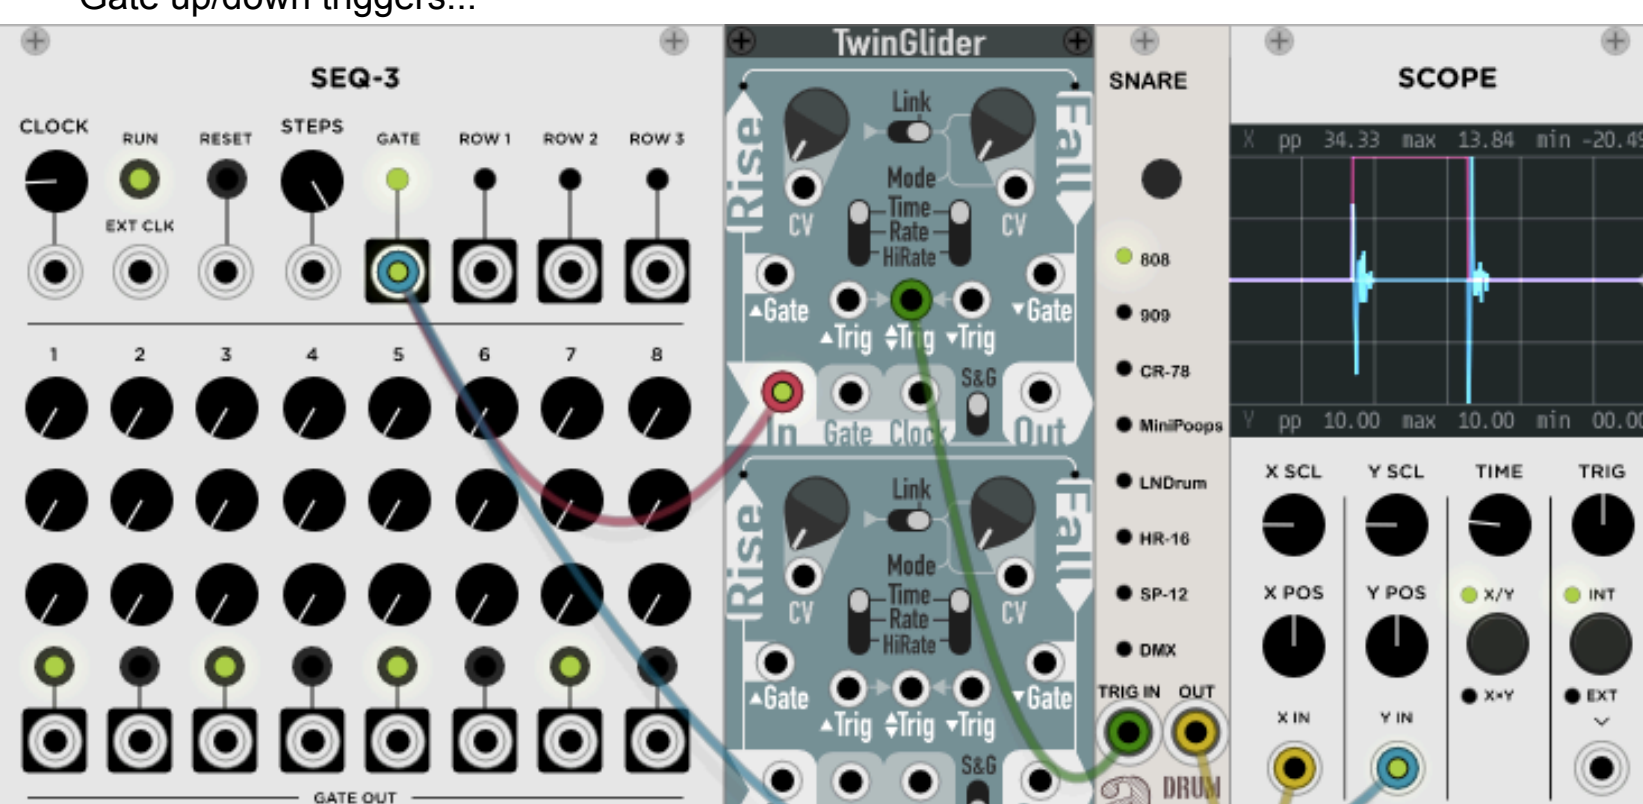 Gate up/down triggers...
SEQ-3
CLOCK
RUN
RESET
STEPS
GATE
ROW 1
ROW 2
ROW 3
EXT CLK
1 2 3 4 5 6 7 8
GATE OUT
TwinGlider
Rise
Link
Fall
Mode
CV
Time
Rate
HiRate
CV
▲Gate
▼Gate
▲Trig
Trig
▼Trig
In
Gate
Clock
S&G
Out
Rise
Link
Fall
Mode
CV
Time
Rate
HiRate
CV
▲Gate
▼Gate
▲Trig
Trig
▼Trig
S&G
SNARE
808
909
CR-78
MiniPoops
LNDrum
HR-16
SP-12
DMX
TRIG IN OUT
DRUM
SCOPE
X pp 34.33 max 13.84 min -20.49
Y pp 10.00 max 10.00 min 00.00
X SCL
Y SCL
TIME
TRIG
X POS
Y POS
X/Y
INT
X×Y
EXT
X IN
Y IN